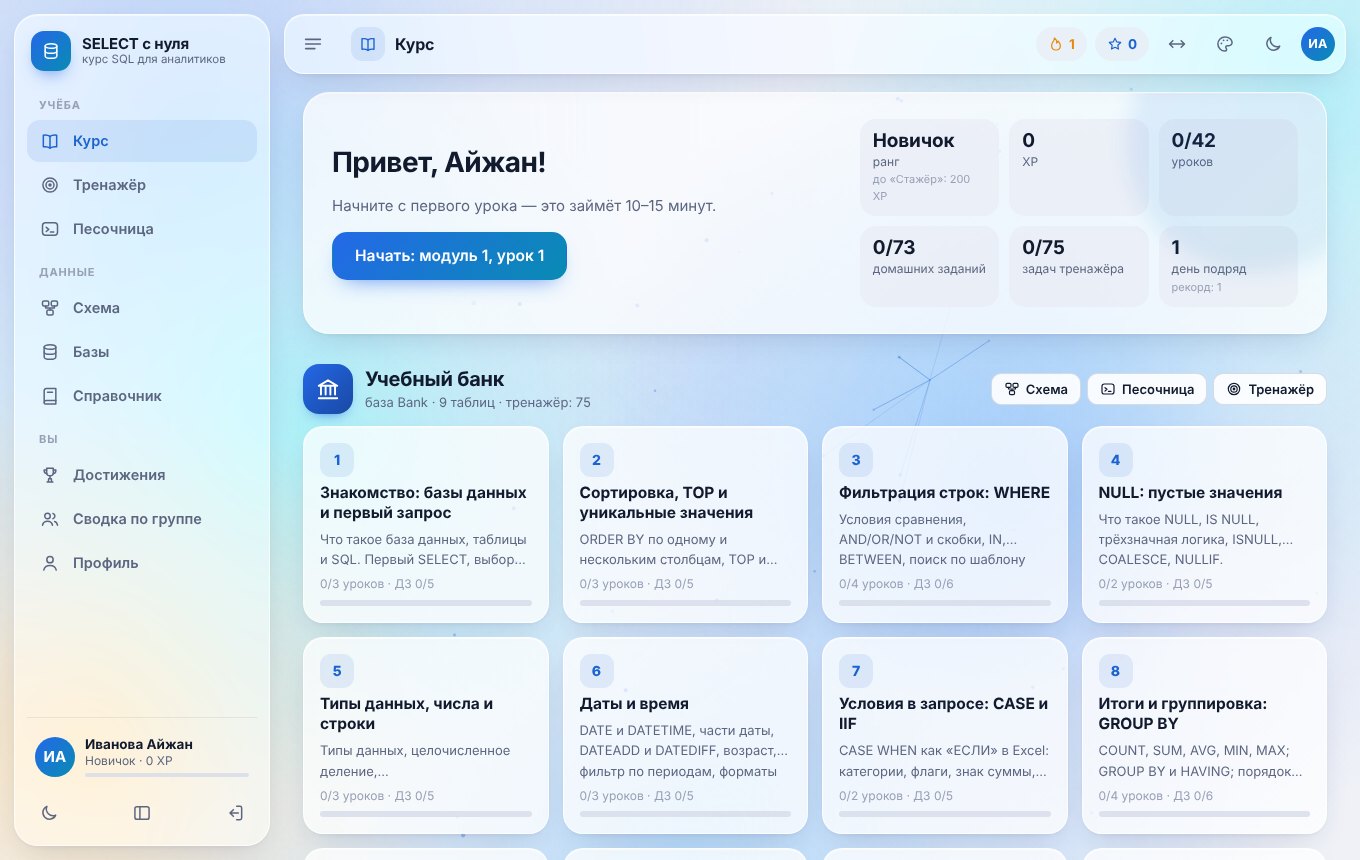 SELECT с нуля
курс SQL для аналитиков
УЧЁБА
Курс
Тренажёр
Песочница
ДАННЫЕ
Схема
Базы
Справочник
ВЫ
Достижения
Сводка по группе
Профиль
ИА
Иванова Айжан
Новичок · 0 XP
Курс
1
0
ИА
Привет, Айжан!
Начните с первого урока — это займёт 10–15 минут.
Начать: модуль 1, урок 1
Новичок
ранг
до «Стажёр»: 200
XP
0
XP
0/42
уроков
0/73
домашних заданий
0/75
задач тренажёра
1
день подряд
рекорд: 1
Учебный банк
база Bank · 9 таблиц · тренажёр: 75
Схема
Песочница
Тренажёр
1
Знакомство: базы данных
и первый запрос
Что такое база данных, таблицы
и SQL. Первый SELECT, выбор…
0/3 уроков · ДЗ 0/5
2
Сортировка, TOP и
уникальные значения
ORDER BY по одному и
нескольким столбцам, TOP и…
0/3 уроков · ДЗ 0/5
3
Фильтрация строк: WHERE
Условия сравнения,
AND/OR/NOT и скобки, IN,…
BETWEEN, поиск по шаблону
0/4 уроков · ДЗ 0/6
4
NULL: пустые значения
Что такое NULL, IS NULL,
трёхзначная логика, ISNULL,…
COALESCE, NULLIF.
0/2 уроков · ДЗ 0/5
5
Типы данных, числа и
строки
Типы данных, целочисленное
деление,…
0/3 уроков · ДЗ 0/5
6
Даты и время
DATE и DATETIME, части даты,
DATEADD и DATEDIFF, возраст,…
фильтр по периодам, форматы
0/3 уроков · ДЗ 0/5
7
Условия в запросе: CASE и
IIF
CASE WHEN как «ЕСЛИ» в Excel:
категории, флаги, знак суммы,…
0/2 уроков · ДЗ 0/5
8
Итоги и группировка:
GROUP BY
COUNT, SUM, AVG, MIN, MAX;
GROUP BY и HAVING; порядок…
0/4 уроков · ДЗ 0/6